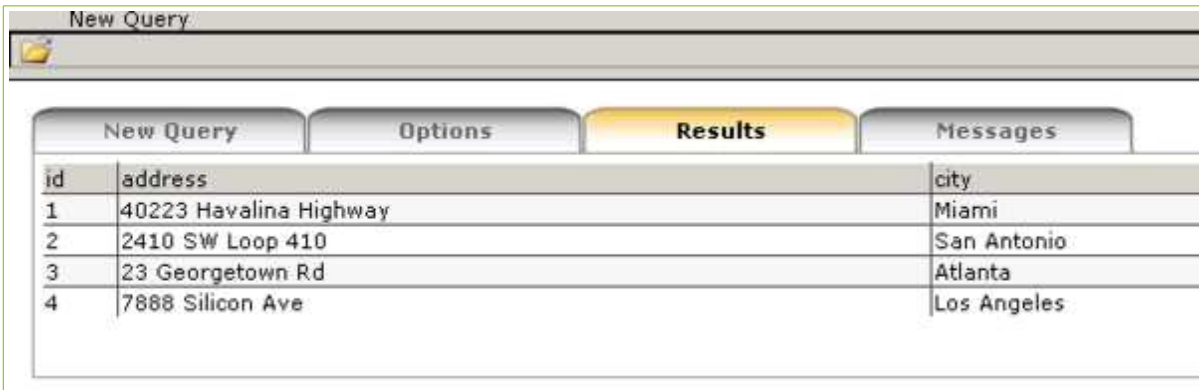 New Query
New Query Options Results Messages
id address city
1 40223 Havalina Highway Miami
2 2410 SW Loop 410 San Antonio
3 23 Georgetown Rd Atlanta
4 7888 Silicon Ave Los Angeles